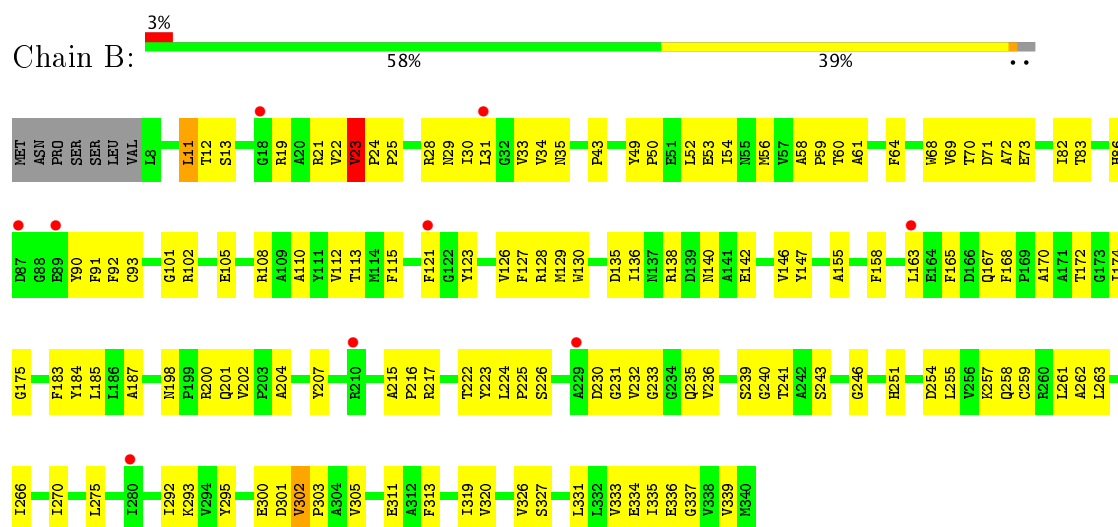 3%
Chain B:
58% 39% ••
MET ASN PRO SER SER LEU VAL L8 L11 T12 S13 G18 R19 A20 R21 V22 V23 P24 P25 R28 N29 I30 L31 G32 V33 V34 N35 P43 Y49 P50 E51 L52 E53 I54 N55 M56 V57 A58 P59 T60 A61 F64 W68 V69 T70 D71 A72 E73 I82 T83 H86
D87 G88 E89 Y90 F91 F92 C93 G101 R102 E105 R108 A109 A110 Y111 V112 T113 M114 F115 F121 G122 Y123 V126 F127 R128 M129 W130 D135 I136 N137 R138 D139 N140 A141 E142 V146 Y147 A155 F158 L163 E164 F165 D166 Q167 F168 P169 A170 A171 T172 G173 I174
G175 F183 Y184 L185 L186 A187 N198 P199 R200 Q201 V202 P203 A204 Y207 R210 A215 P216 R217 T222 Y223 L224 P225 S226 A229 D230 G231 V232 G233 G234 Q235 V236 S239 G240 T241 A242 S243 G246 H251 D254 L255 V256 K257 Q258 C259 R260 L261 A262 L263
I266 I270 L275 I280 I292 K293 V294 Y295 E300 D301 V302 P303 A304 V305 E311 A312 F313 I319 V320 V326 S327 L331 L332 V333 E334 I335 E336 G337 V338 V339 M340